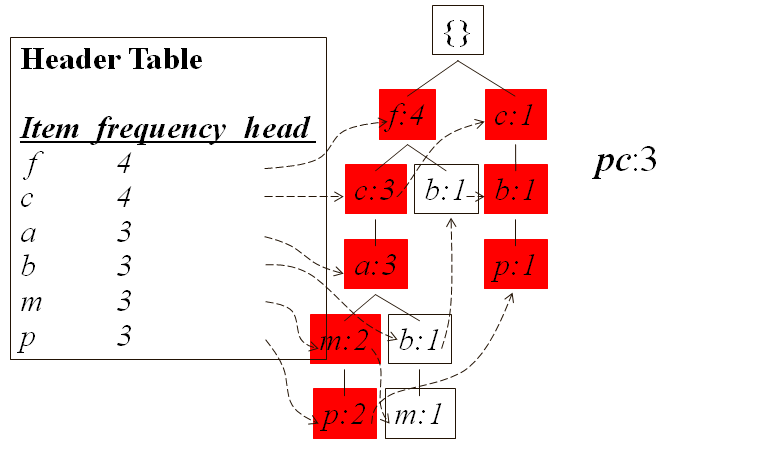 {}
Header Table
Item frequency head
f 4
c 4
a 3
b 3
m 3
p 3
f:4 c:1
c:3 b:1 b:1
a:3 p:1
m:2 b:1
p:2 m:1
pc:3